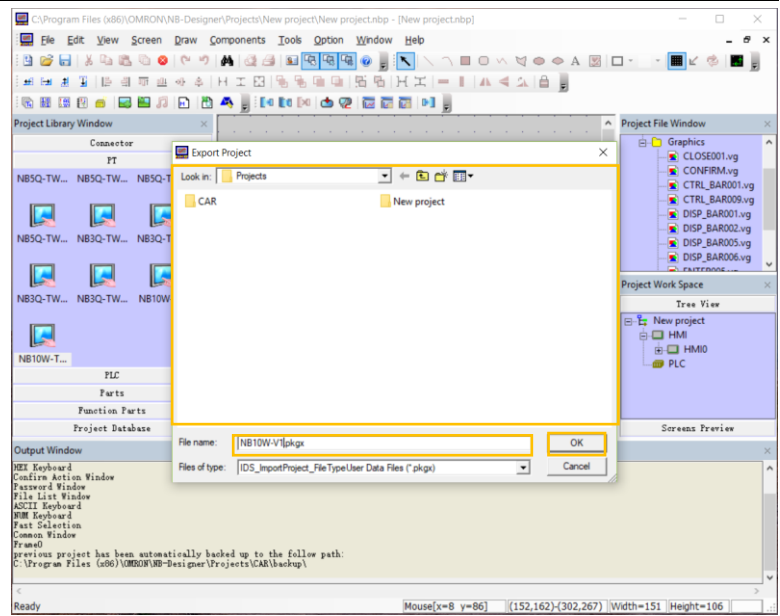 C:\Program Files (x86)\OMRON\NB-Designer\Projects\New project\New project.nbp - [New project.nbp]
File Edit View Screen Draw Components Tools Option Window Help
Project Library Window
Connector
PT
NB5Q-TW... NB5Q-TW... NB5Q-T
NB5Q-TW... NB3Q-TW... NB3Q-T
NB3Q-TW... NB3Q-TW... NB10W
NB10W-T...
PLC
Parts
Function Parts
Project Database
Export Project
Look in: Projects
CAR New project
File name: NB10W-V1.pkgx OK
Files of type: IDS_ImportProject_FileTypeUser Data Files (*.pkgx) Cancel
Project File Window
Graphics
CLOSE001.vg
CONFIRM.vg
CTRL_BAR001.vg
CTRL_BAR009.vg
DISP_BAR001.vg
DISP_BAR002.vg
DISP_BAR005.vg
DISP_BAR006.vg
Project Work Space
Tree View
New project
HMI
HMI0
PLC
Screens Preview
Output Window
HEX Keyboard
Confirm Action Window
Password Window
File List Window
ASCII Keyboard
NUM Keyboard
Fast Selection
Common Window
Frame0
previous project has been automatically backed up to the follow path:
C:\Program Files (x86)\OMRON\NB-Designer\Projects\CAR\backup\
Ready Mouse[x=8 y=86] (152,162)-(302,267) Width=151 Height=106